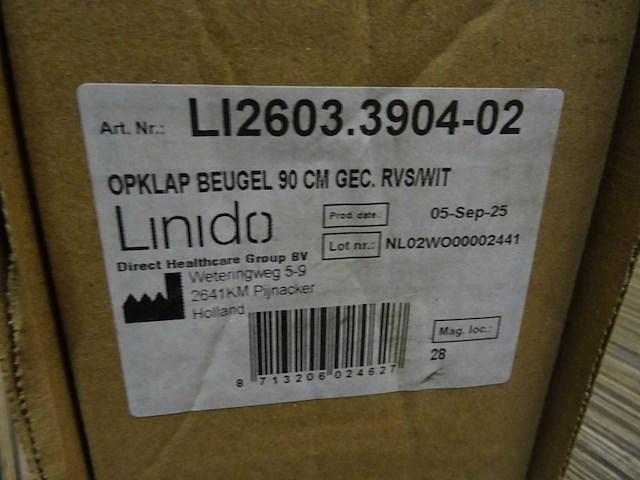 Art. Nr.: LI2603.3904-02
OPKLAP BEUGEL 90 CM GEC. RVS/WIT
Linido
Prod. date.: 05-Sep-25
Lot nr.: NL02WO00002441
Direct Healthcare Group BV
Weteringweg 5-9
2641KM Pijnacker
Holland
Mag. loc.:
28
8 713206 024627